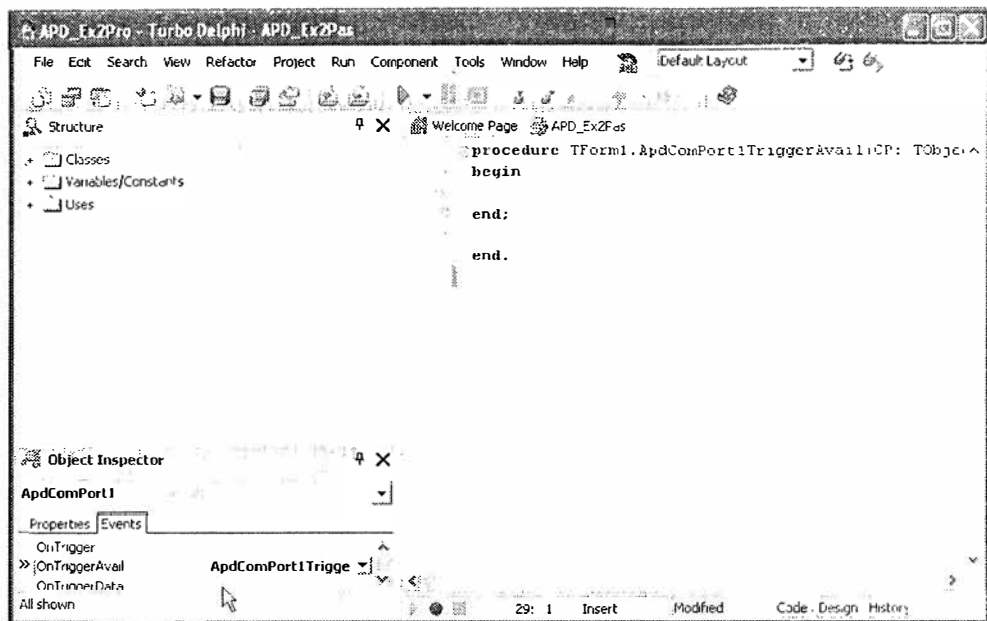 APD_Ex2Pro - Turbo Delphi - APD_Ex2Pas
File Edit Search View Refactor Project Run Component Tools Window Help Default Layout
Structure
Welcome Page APD_Ex2Pas
Classes
Variables/Constants
Uses
procedure TForm1.ApdComPort1TriggerAvail(CP: TObje
begin
end;
end.
Object Inspector
ApdComPort1
Properties Events
OnTrigger
OnTriggerAvail ApdComPort1Trigge
OnTriggerData
All shown
29: 1 Insert Modified Code Design History